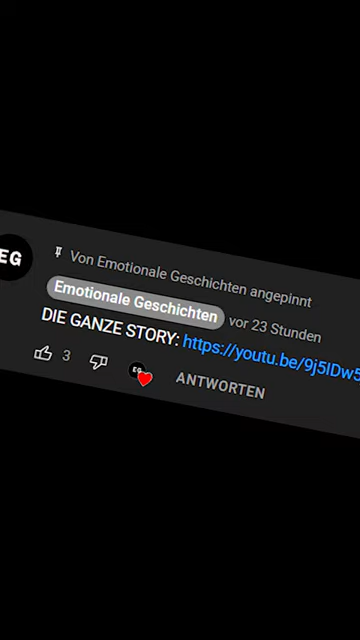 EG
Von Emotionale Geschichten angepinnt
Emotionale Geschichten vor 23 Stunden
DIE GANZE STORY: https://youtu.be/9j5lDw5
3
EG
ANTWORTEN